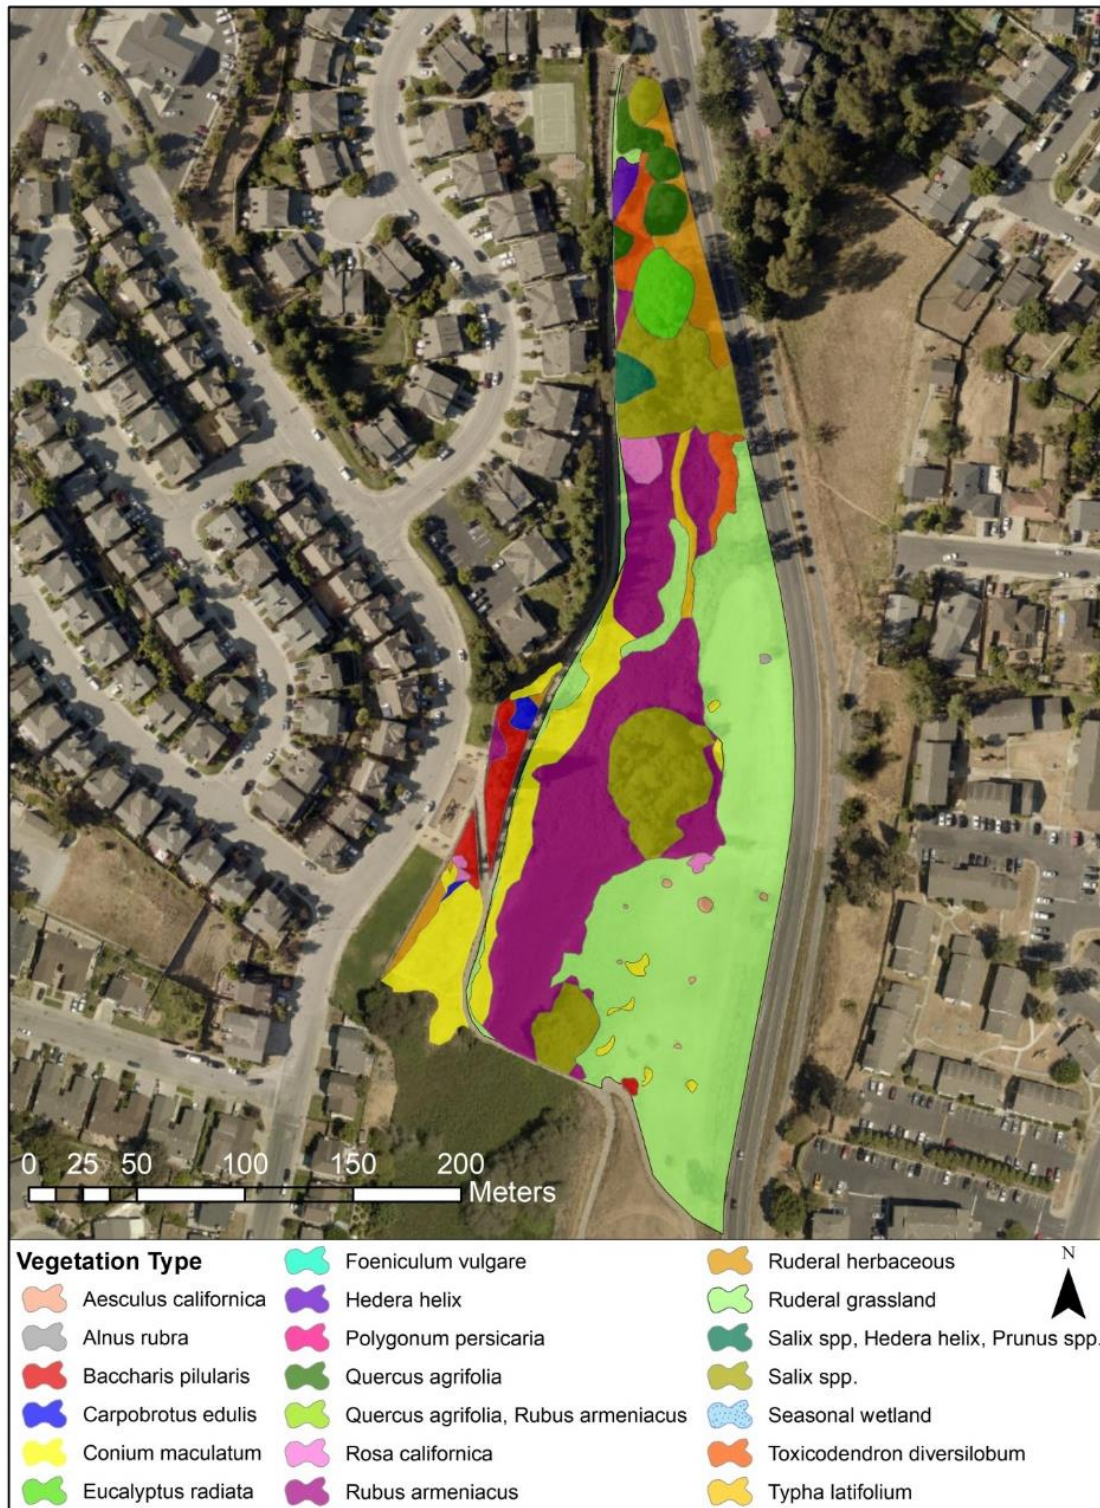 0 25 50 100 150 200
Meters
N
Vegetation Type
Aesculus californica
Alnus rubra
Baccharis pilularis
Carpobrotus edulis
Conium maculatum
Eucalyptus radiata
Foeniculum vulgare
Hedera helix
Polygonum persicaria
Quercus agrifolia
Quercus agrifolia, Rubus armeniacus
Rosa californica
Rubus armeniacus
Ruderal herbaceous
Ruderal grassland
Salix spp, Hedera helix, Prunus spp.
Salix spp.
Seasonal wetland
Toxicodendron diversilobum
Typha latifolium